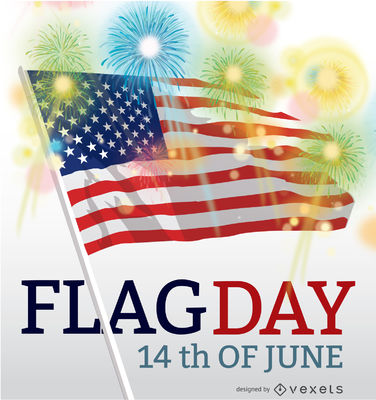 FLAG DAY
14 th OF JUNE
designed by vexels